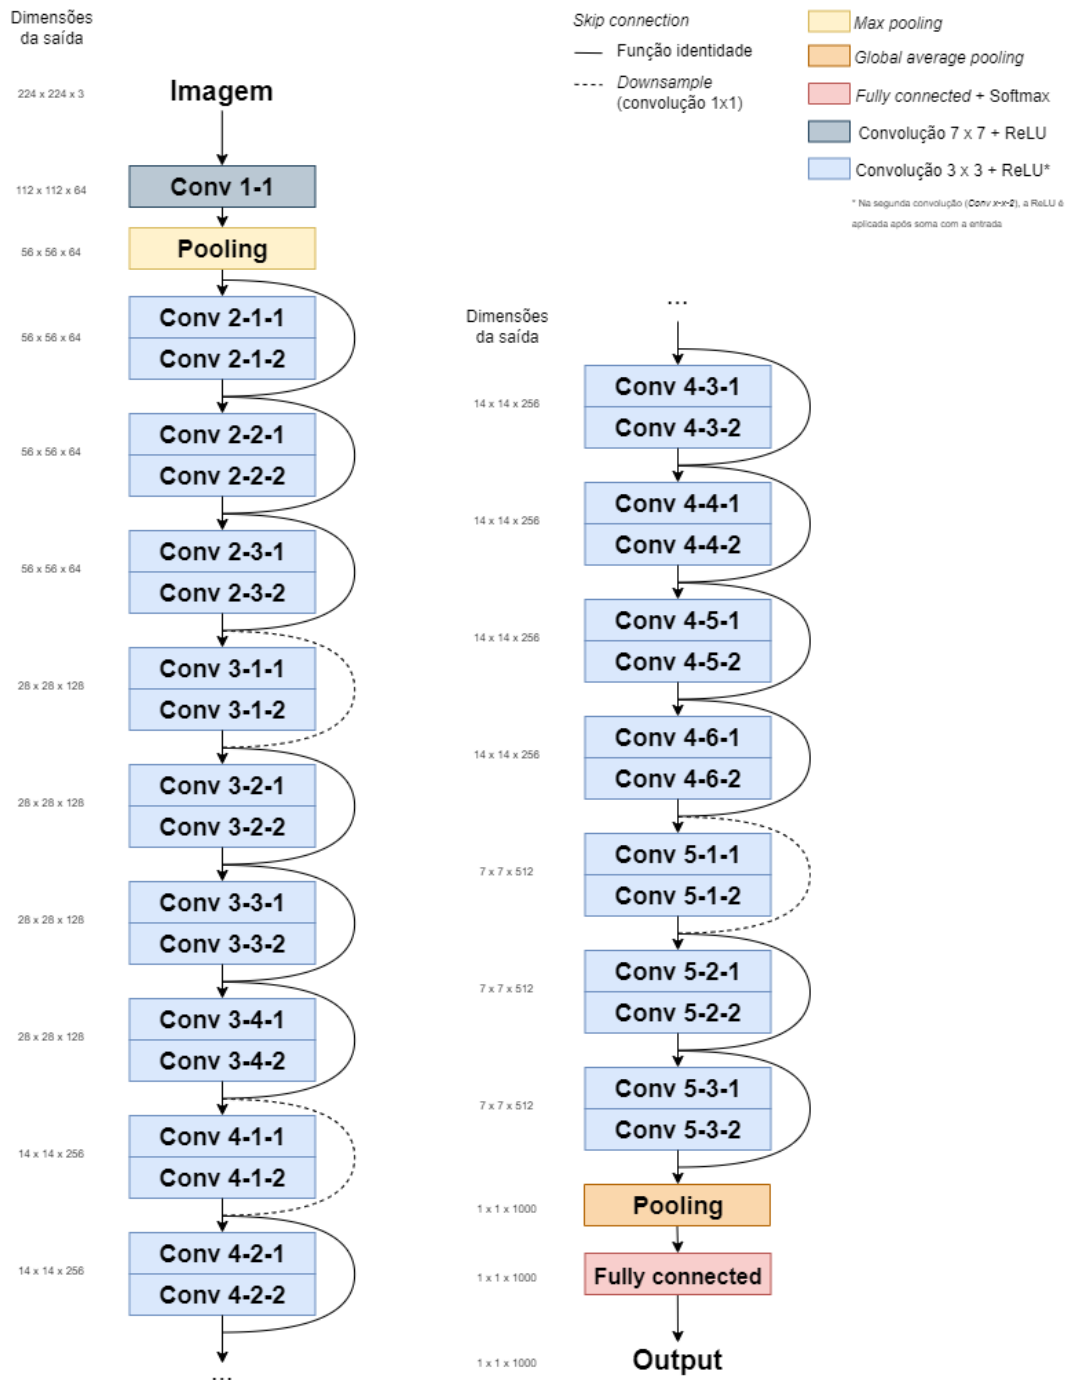 Dimensões
da saída
224 x 224 x 3
Imagem
112 x 112 x 64
Conv 1-1
56 x 56 x 64
Pooling
56 x 56 x 64
Conv 2-1-1
Conv 2-1-2
56 x 56 x 64
Conv 2-2-1
Conv 2-2-2
56 x 56 x 64
Conv 2-3-1
Conv 2-3-2
28 x 28 x 128
Conv 3-1-1
Conv 3-1-2
28 x 28 x 128
Conv 3-2-1
Conv 3-2-2
28 x 28 x 128
Conv 3-3-1
Conv 3-3-2
28 x 28 x 128
Conv 3-4-1
Conv 3-4-2
14 x 14 x 256
Conv 4-1-1
Conv 4-1-2
14 x 14 x 256
Conv 4-2-1
Conv 4-2-2
...
Skip connection
Função identidade
Downsample
(convolução 1x1)
Max pooling
Global average pooling
Fully connected + Softmax
Convolução 7 x 7 + ReLU
Convolução 3 x 3 + ReLU*
* Na segunda convolução (Conv x-x-2), a ReLU é
aplicada após soma com a entrada
...
Dimensões
da saída
14 x 14 x 256
Conv 4-3-1
Conv 4-3-2
14 x 14 x 256
Conv 4-4-1
Conv 4-4-2
14 x 14 x 256
Conv 4-5-1
Conv 4-5-2
14 x 14 x 256
Conv 4-6-1
Conv 4-6-2
7 x 7 x 512
Conv 5-1-1
Conv 5-1-2
7 x 7 x 512
Conv 5-2-1
Conv 5-2-2
7 x 7 x 512
Conv 5-3-1
Conv 5-3-2
1 x 1 x 1000
Pooling
1 x 1 x 1000
Fully connected
1 x 1 x 1000
Output